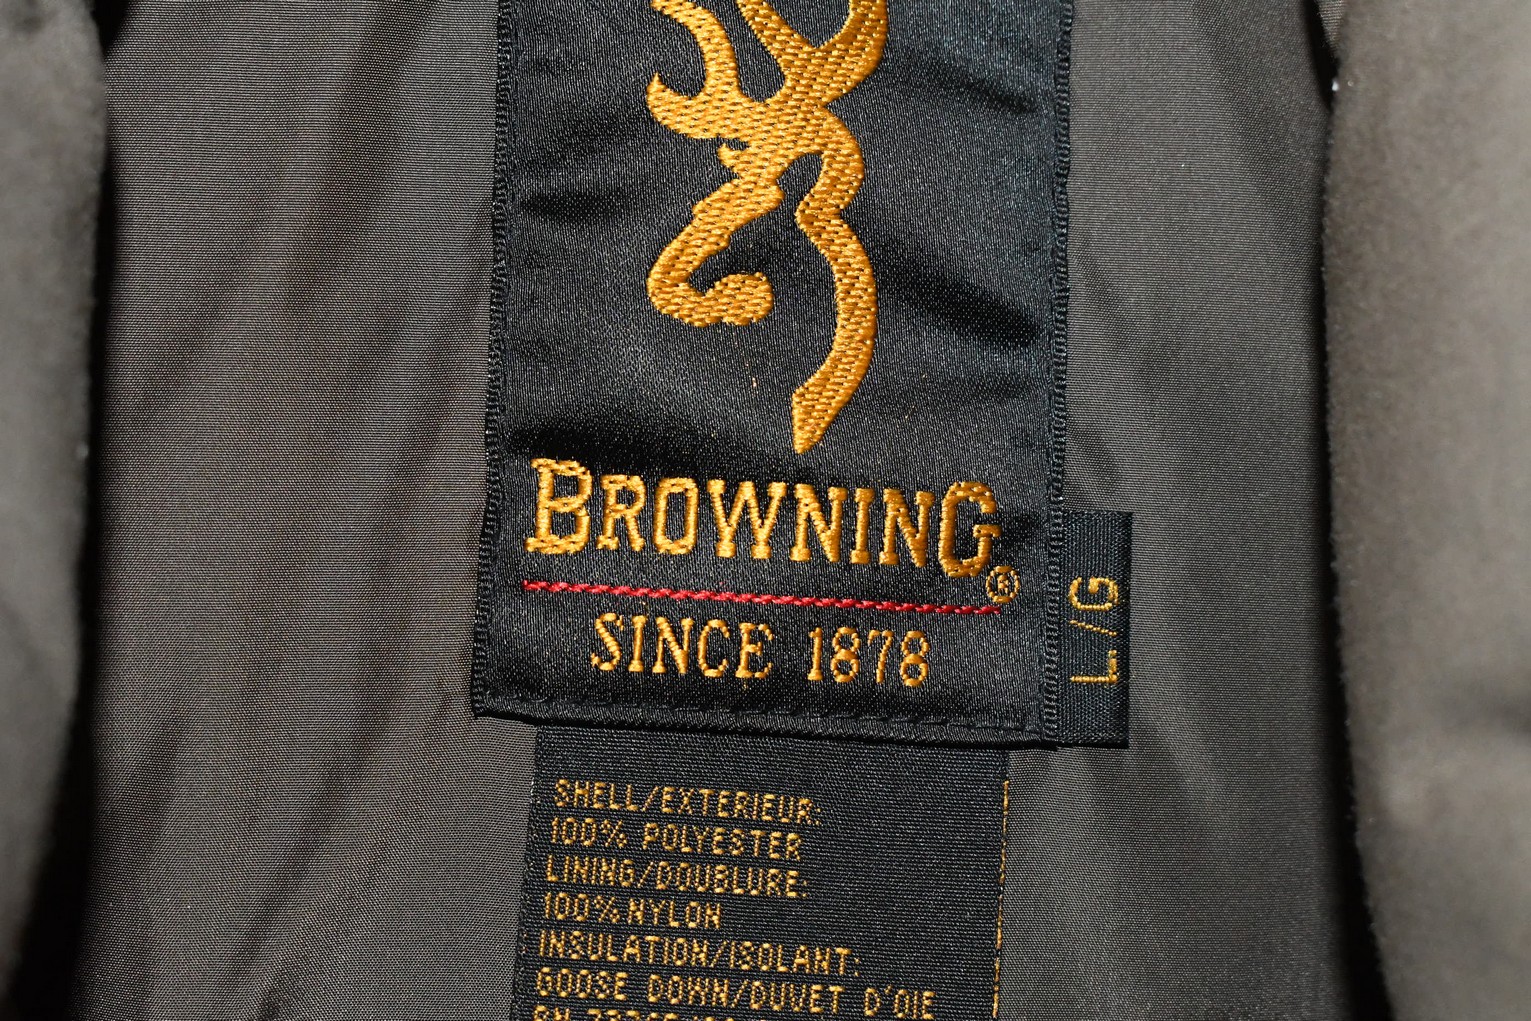 BROWNING®
SINCE 1878
L/G
SHELL/EXTERIEUR:
100% POLYESTER
LINING/DOUBLURE:
100% NYLON
INSULATION/ISOLANT:
GOOSE DOWN/DUVET D'OIE